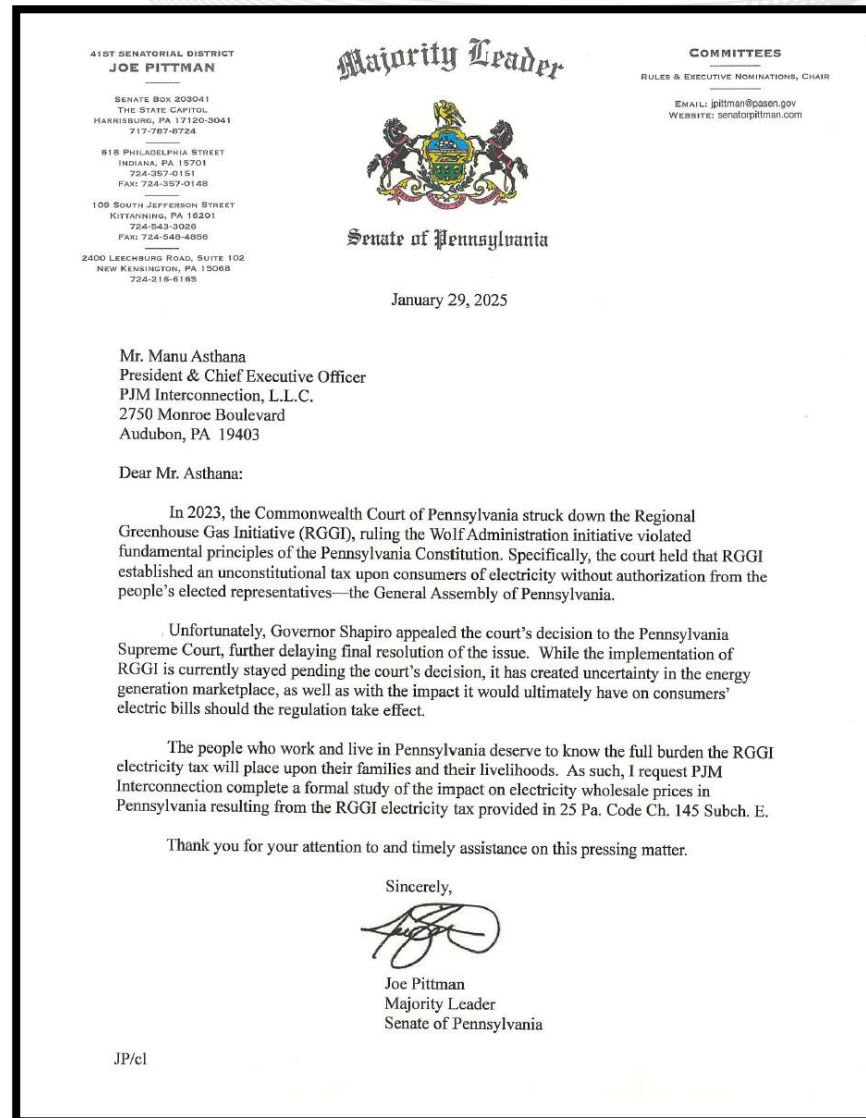 41ST SENATORIAL DISTRICT
JOE PITTMAN
SENATE BOX 203041
THE STATE CAPITOL
HARRISBURG, PA 17120-3041
717-787-8724
618 PHILADELPHIA STREET
INDIANA, PA 15701
724-357-0151
FAX: 724-357-0148
109 SOUTH JEFFERSON STREET
KITTANNING, PA 16201
724-543-3026
FAX: 724-548-4856
2400 LEECHBURG ROAD, SUITE 102
NEW KENSINGTON, PA 15068
724-216-6165
Majority Leader
Senate of Pennsylvania
COMMITTEES
RULES & EXECUTIVE NOMINATIONS, CHAIR
EMAIL: jpittman@pasen.gov
WEBSITE: senatorpittman.com
January 29, 2025
Mr. Manu Asthana
President & Chief Executive Officer
PJM Interconnection, L.L.C.
2750 Monroe Boulevard
Audubon, PA 19403
Dear Mr. Asthana:
In 2023, the Commonwealth Court of Pennsylvania struck down the Regional
Greenhouse Gas Initiative (RGGI), ruling the Wolf Administration initiative violated
fundamental principles of the Pennsylvania Constitution. Specifically, the court held that RGGI
established an unconstitutional tax upon consumers of electricity without authorization from the
people's elected representatives—the General Assembly of Pennsylvania.
Unfortunately, Governor Shapiro appealed the court's decision to the Pennsylvania
Supreme Court, further delaying final resolution of the issue. While the implementation of
RGGI is currently stayed pending the court's decision, it has created uncertainty in the energy
generation marketplace, as well as with the impact it would ultimately have on consumers'
electric bills should the regulation take effect.
The people who work and live in Pennsylvania deserve to know the full burden the RGGI
electricity tax will place upon their families and their livelihoods. As such, I request PJM
Interconnection complete a formal study of the impact on electricity wholesale prices in
Pennsylvania resulting from the RGGI electricity tax provided in 25 Pa. Code Ch. 145 Subch. E.
Thank you for your attention to and timely assistance on this pressing matter.
Sincerely,
Joe Pittman
Majority Leader
Senate of Pennsylvania
JP/cl